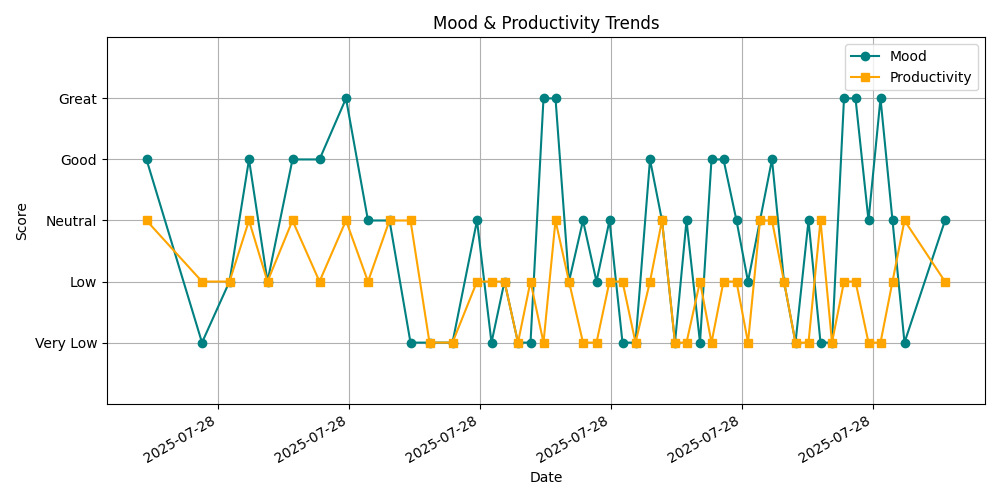 Mood & Productivity Trends
Mood
Productivity
Great
Good
Neutral
Low
Very Low
Score
2025-07-28
2025-07-28
2025-07-28
2025-07-28
2025-07-28
2025-07-28
Date